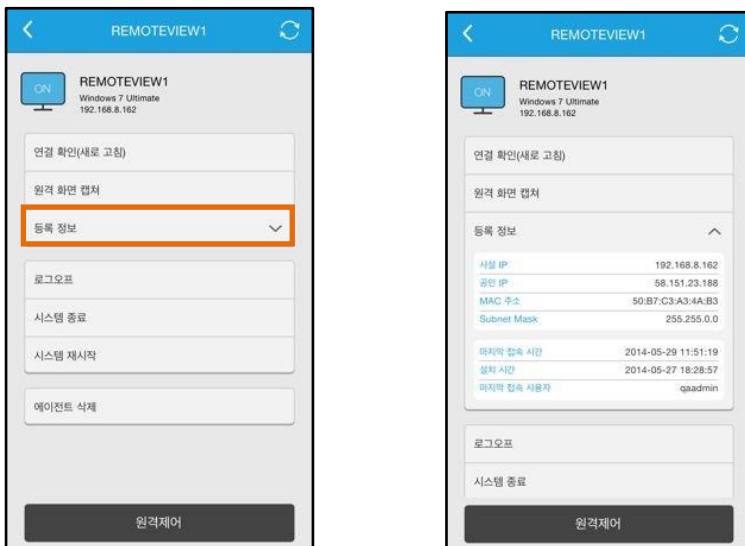 REMOTEVIEW1
ON
REMOTEVIEW1
Windows 7 Ultimate
192.168.8.162
연결 확인(새로 고침)
원격 화면 캡쳐
등록 정보
로그오프
시스템 종료
시스템 재시작
에이전트 삭제
원격제어
REMOTEVIEW1
ON
REMOTEVIEW1
Windows 7 Ultimate
192.168.8.162
연결 확인(새로 고침)
원격 화면 캡쳐
등록 정보
사설 IP 192.168.8.162
공인 IP 58.151.23.188
MAC 주소 50:B7:C3:A3:4A:B3
Subnet Mask 255.255.0.0
마지막 접속 시간 2014-05-29 11:51:19
설치 시간 2014-05-27 18:28:57
마지막 접속 사용자 qaadmin
로그오프
시스템 종료
원격제어